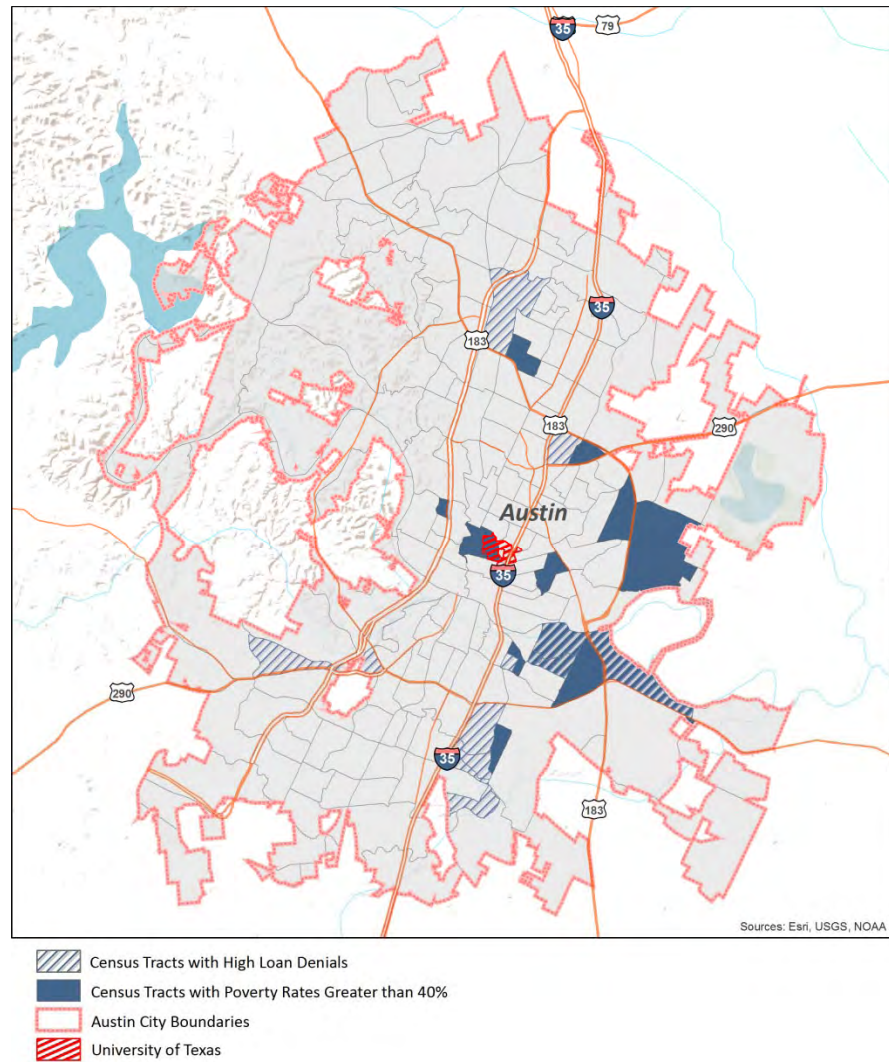 35
79
35
183
183
290
Austin
35
290
35
183
Sources: Esri, USGS, NOAA
Census Tracts with High Loan Denials
Census Tracts with Poverty Rates Greater than 40%
Austin City Boundaries
University of Texas